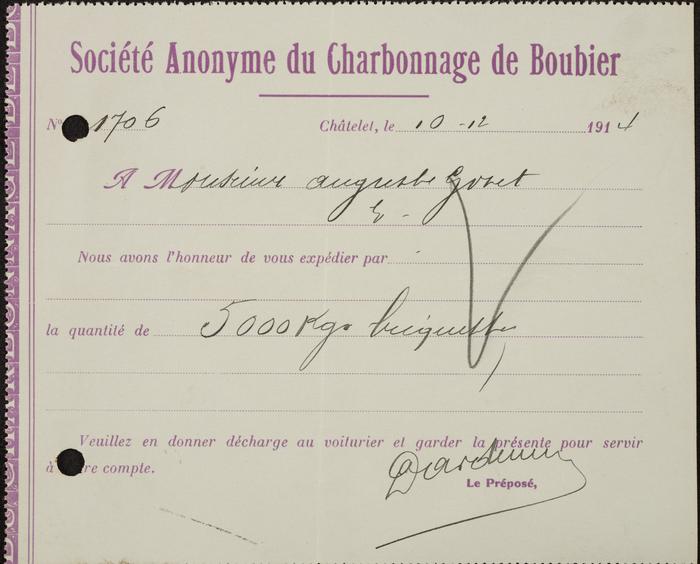 Société Anonyme du Charbonnage de Boubier
N° 1706 Châtelet, le 10-12 1914
A Monsieur Auguste Goret
Nous avons l'honneur de vous expédier par
la quantité de 5000 Kgs briquettes
Veuillez en donner décharge au voiturier et garder la présente pour servir
à re compte.
Le Préposé,